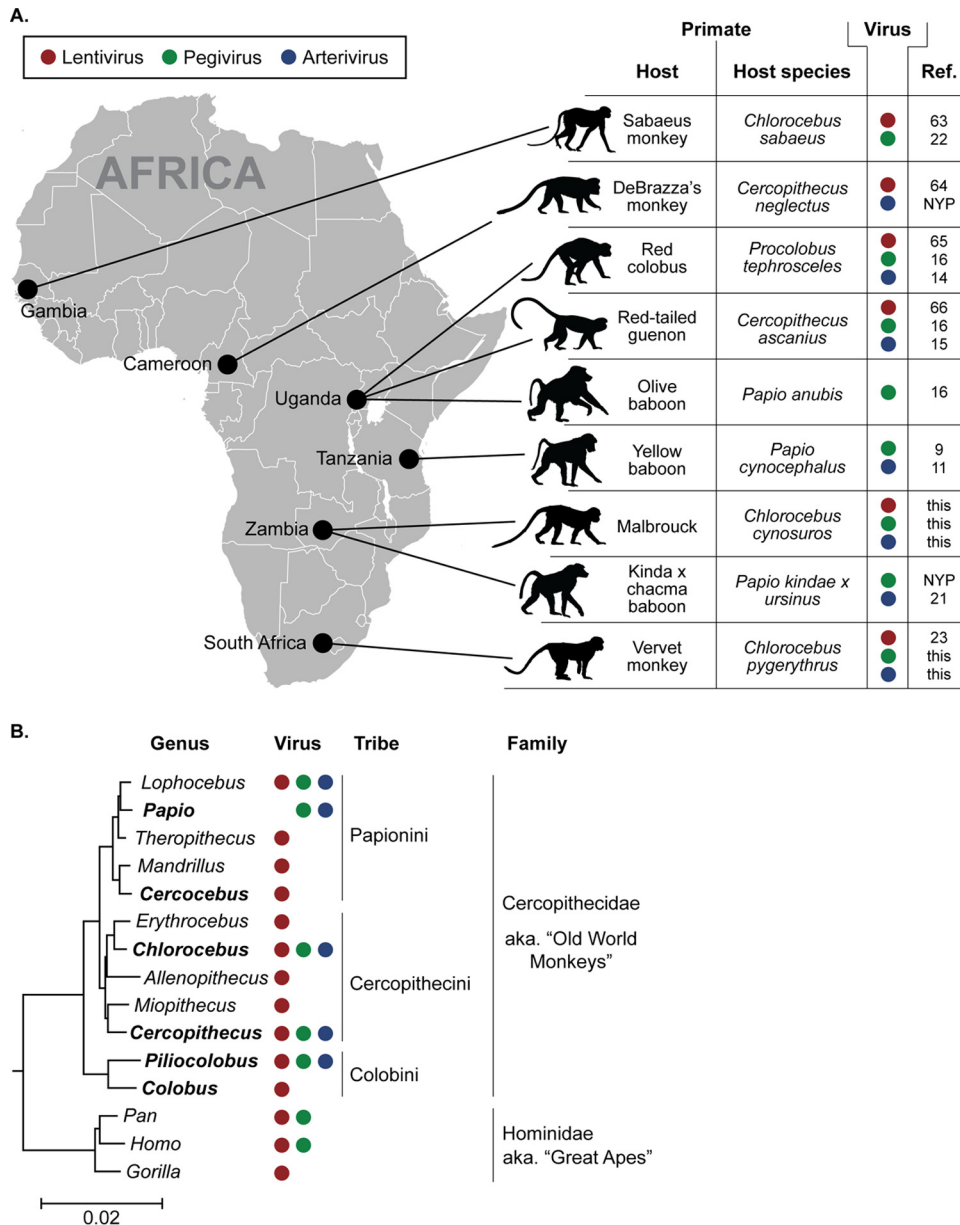 A.
Lentivirus Pegivirus Arterivirus
Primate Virus
Host Host species Ref.
AFRICA
Sabaeus monkey
Chlorocebus sabaeus
63
22
DeBrazza's monkey
Cercopithecus neglectus
64
NYP
Red colobus
Procolobus tephrosceles
65
16
14
Red-tailed guenon
Cercopithecus ascanius
66
16
15
Olive baboon
Papio anubis
16
Yellow baboon
Papio cynocephalus
9
11
Malbrouck
Chlorocebus cynosuros
this
this
this
Kinda x chacma baboon
Papio kindae x ursinus
NYP
21
Vervet monkey
Chlorocebus pygerythrus
23
this
this
Gambia
Cameroon
Uganda
Tanzania
Zambia
South Africa
B.
Genus Virus Tribe Family
Lophocebus
Papio
Theropithecus
Mandrillus
Cercocebus
Papionini
Erythrocebus
Chlorocebus
Allenopithecus
Miopithecus
Cercopithecus
Cercopithecini
Piliocolobus
Colobus
Colobini
Cercopithecidae
aka. "Old World
Monkeys"
Pan
Homo
Gorilla
Hominidae
aka. "Great Apes"
0.02